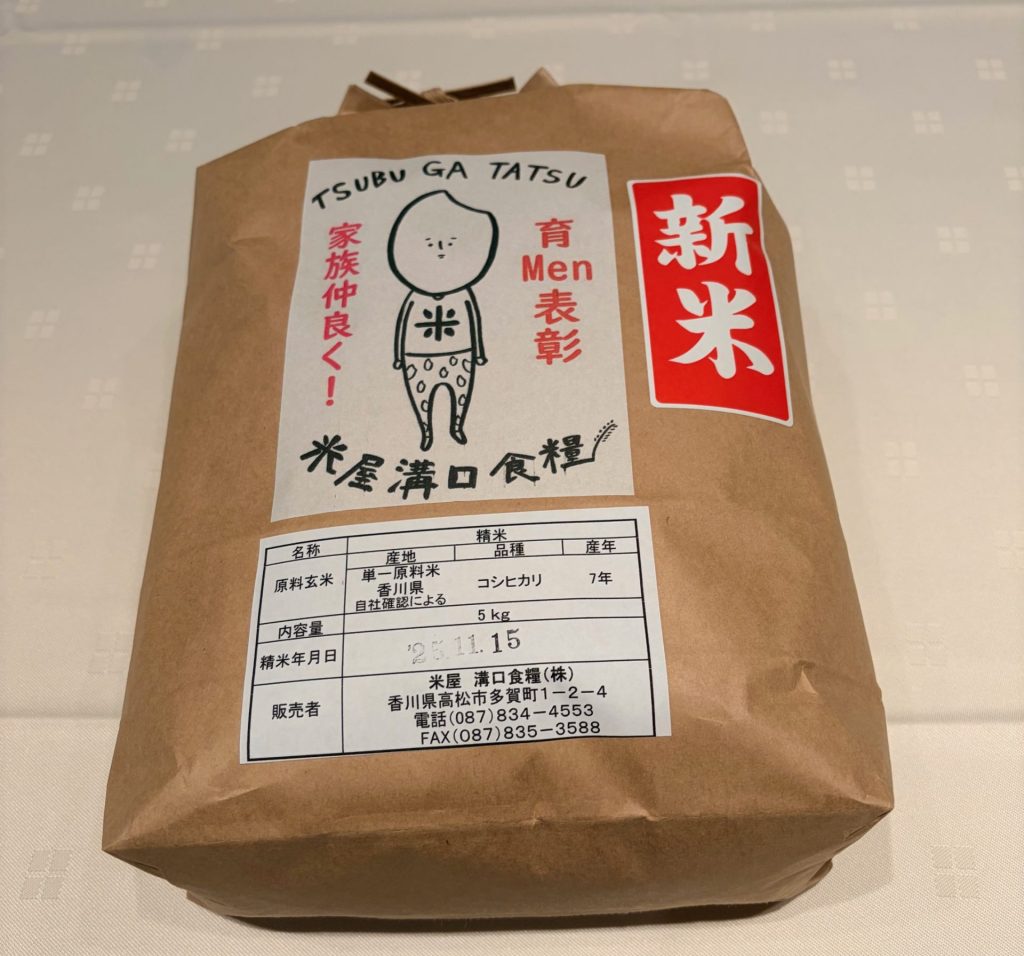 TSUBU GA TATSU
家族仲良く！
育
Men
表
彰
米
米屋溝口食糧
新米
名称 精米
原料玄米 産地 品種 産年
単一原料米
香川県 コシヒカリ 7年
自社確認による
内容量 5kg
精米年月日 '25.11.15
販売者 米屋 溝口食糧(株)
香川県高松市多賀町1-2-4
電話(087)834-4553
FAX(087)835-3588